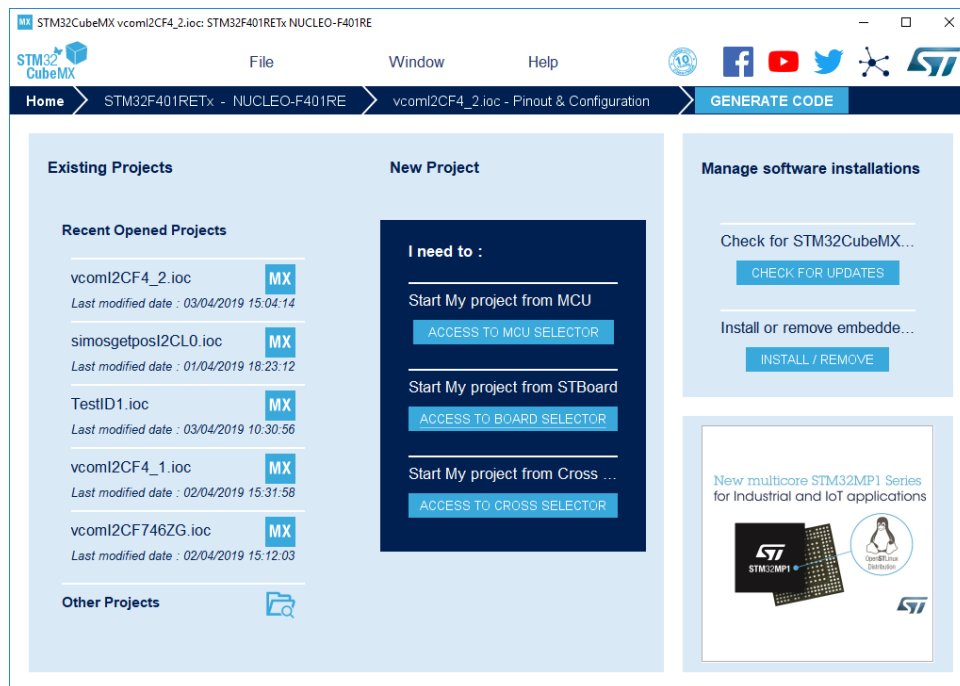 MX STM32CubeMX vcomI2CF4_2.ioc: STM32F401RETx NUCLEO-F401RE
STM32
CubeMX
File
Window
Help
10
Home
STM32F401RETx - NUCLEO-F401RE
vcomI2CF4_2.ioc - Pinout & Configuration
GENERATE CODE
Existing Projects
Recent Opened Projects
vcomI2CF4_2.ioc
MX
Last modified date : 03/04/2019 15:04:14
simosgetposI2CL0.ioc
MX
Last modified date : 01/04/2019 18:23:12
TestID1.ioc
MX
Last modified date : 03/04/2019 10:30:56
vcomI2CF4_1.ioc
MX
Last modified date : 02/04/2019 15:31:58
vcomI2CF746ZG.ioc
MX
Last modified date : 02/04/2019 15:12:03
Other Projects
New Project
I need to :
Start My project from MCU
ACCESS TO MCU SELECTOR
Start My project from STBoard
ACCESS TO BOARD SELECTOR
Start My project from Cross ...
ACCESS TO CROSS SELECTOR
Manage software installations
Check for STM32CubeMX...
CHECK FOR UPDATES
Install or remove embedde...
INSTALL / REMOVE
New multicore STM32MP1 Series
for Industrial and IoT applications
ST
STM32MP1
OpenSTLinux
Distribution
ST